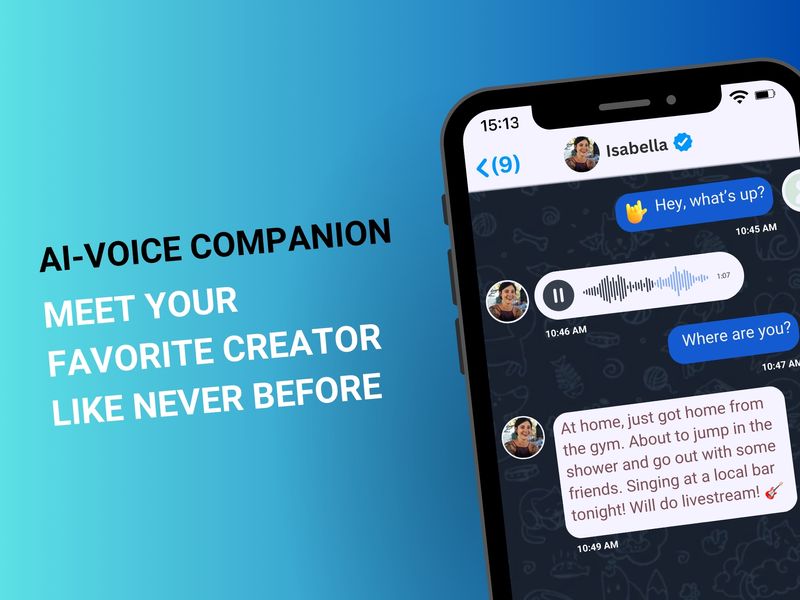 AI-VOICE COMPANION
MEET YOUR
FAVORITE CREATOR
LIKE NEVER BEFORE
15:13
(9)
Isabella
Hey, what's up?
10:45 AM
1:07
10:46 AM
Where are you?
10:47 AM
At home, just got home from
the gym. About to jump in the
shower and go out with some
friends. Singing at a local bar
tonight! Will do livestream! 🎸
10:49 AM